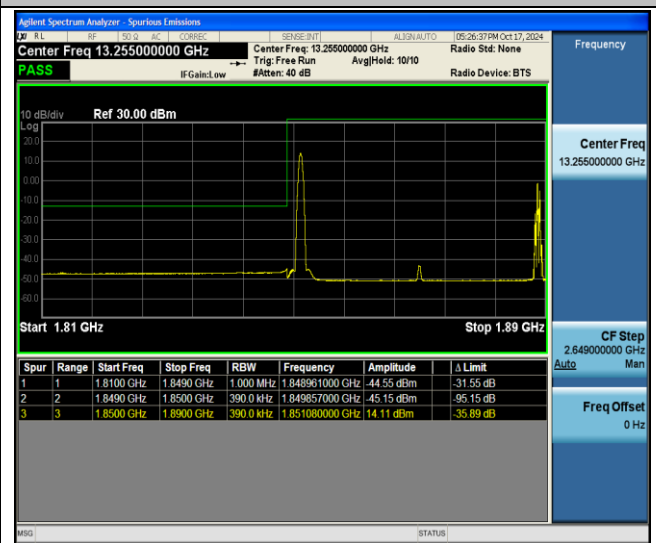 Agilent Spectrum Analyzer - Spurious Emissions
RL RF 50 Ω AC CORREC SENSE:INT ALIGN AUTO 05:26:37 PM Oct 17, 2024
Center Freq 13.255000000 GHz
Center Freq: 13.255000000 GHz
Radio Std: None
Trig: Free Run Avg|Hold: 10/10
PASS
IFGain:Low
#Atten: 40 dB
Radio Device: BTS
10 dB/div Ref 30.00 dBm
Log
20.0
10.0
0.00
-10.0
-20.0
-30.0
-40.0
-50.0
-60.0
Start 1.81 GHz Stop 1.89 GHz
Spur Range Start Freq Stop Freq RBW Frequency Amplitude Δ Limit
1 1 1.8100 GHz 1.8490 GHz 1.000 MHz 1.848961000 GHz -44.55 dBm -31.55 dB
2 2 1.8490 GHz 1.8500 GHz 390.0 kHz 1.849857000 GHz -45.15 dBm -95.15 dB
3 3 1.8500 GHz 1.8900 GHz 390.0 kHz 1.851080000 GHz 14.11 dBm -35.89 dB
MSG STATUS
Frequency
Center Freq
13.255000000 GHz
CF Step
2.649000000 GHz
Auto Man
Freq Offset
0 Hz